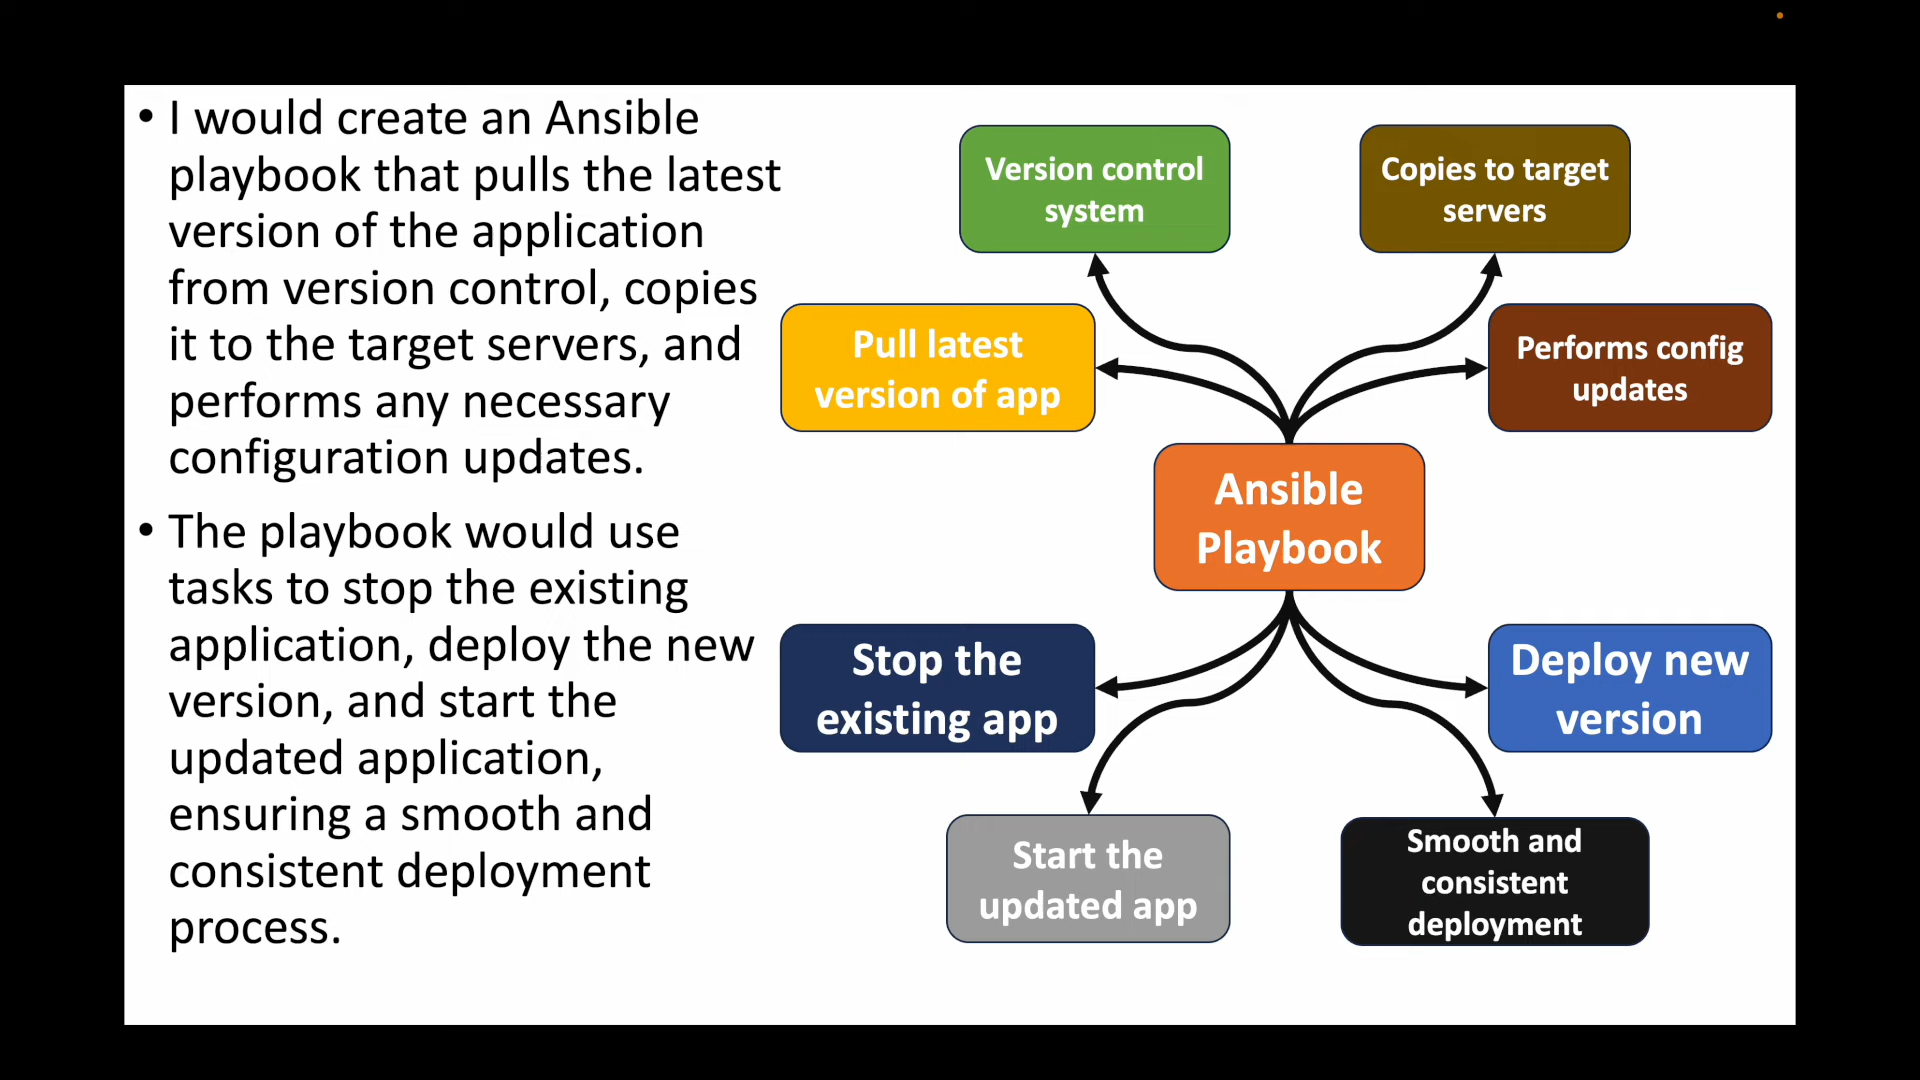 • I would create an Ansible
playbook that pulls the latest
version of the application
from version control, copies
it to the target servers, and
performs any necessary
configuration updates.
• The playbook would use
tasks to stop the existing
application, deploy the new
version, and start the
updated application,
ensuring a smooth and
consistent deployment
process.
Version control
system
Copies to target
servers
Pull latest
version of app
Performs config
updates
Ansible
Playbook
Stop the
existing app
Deploy new
version
Start the
updated app
Smooth and
consistent
deployment